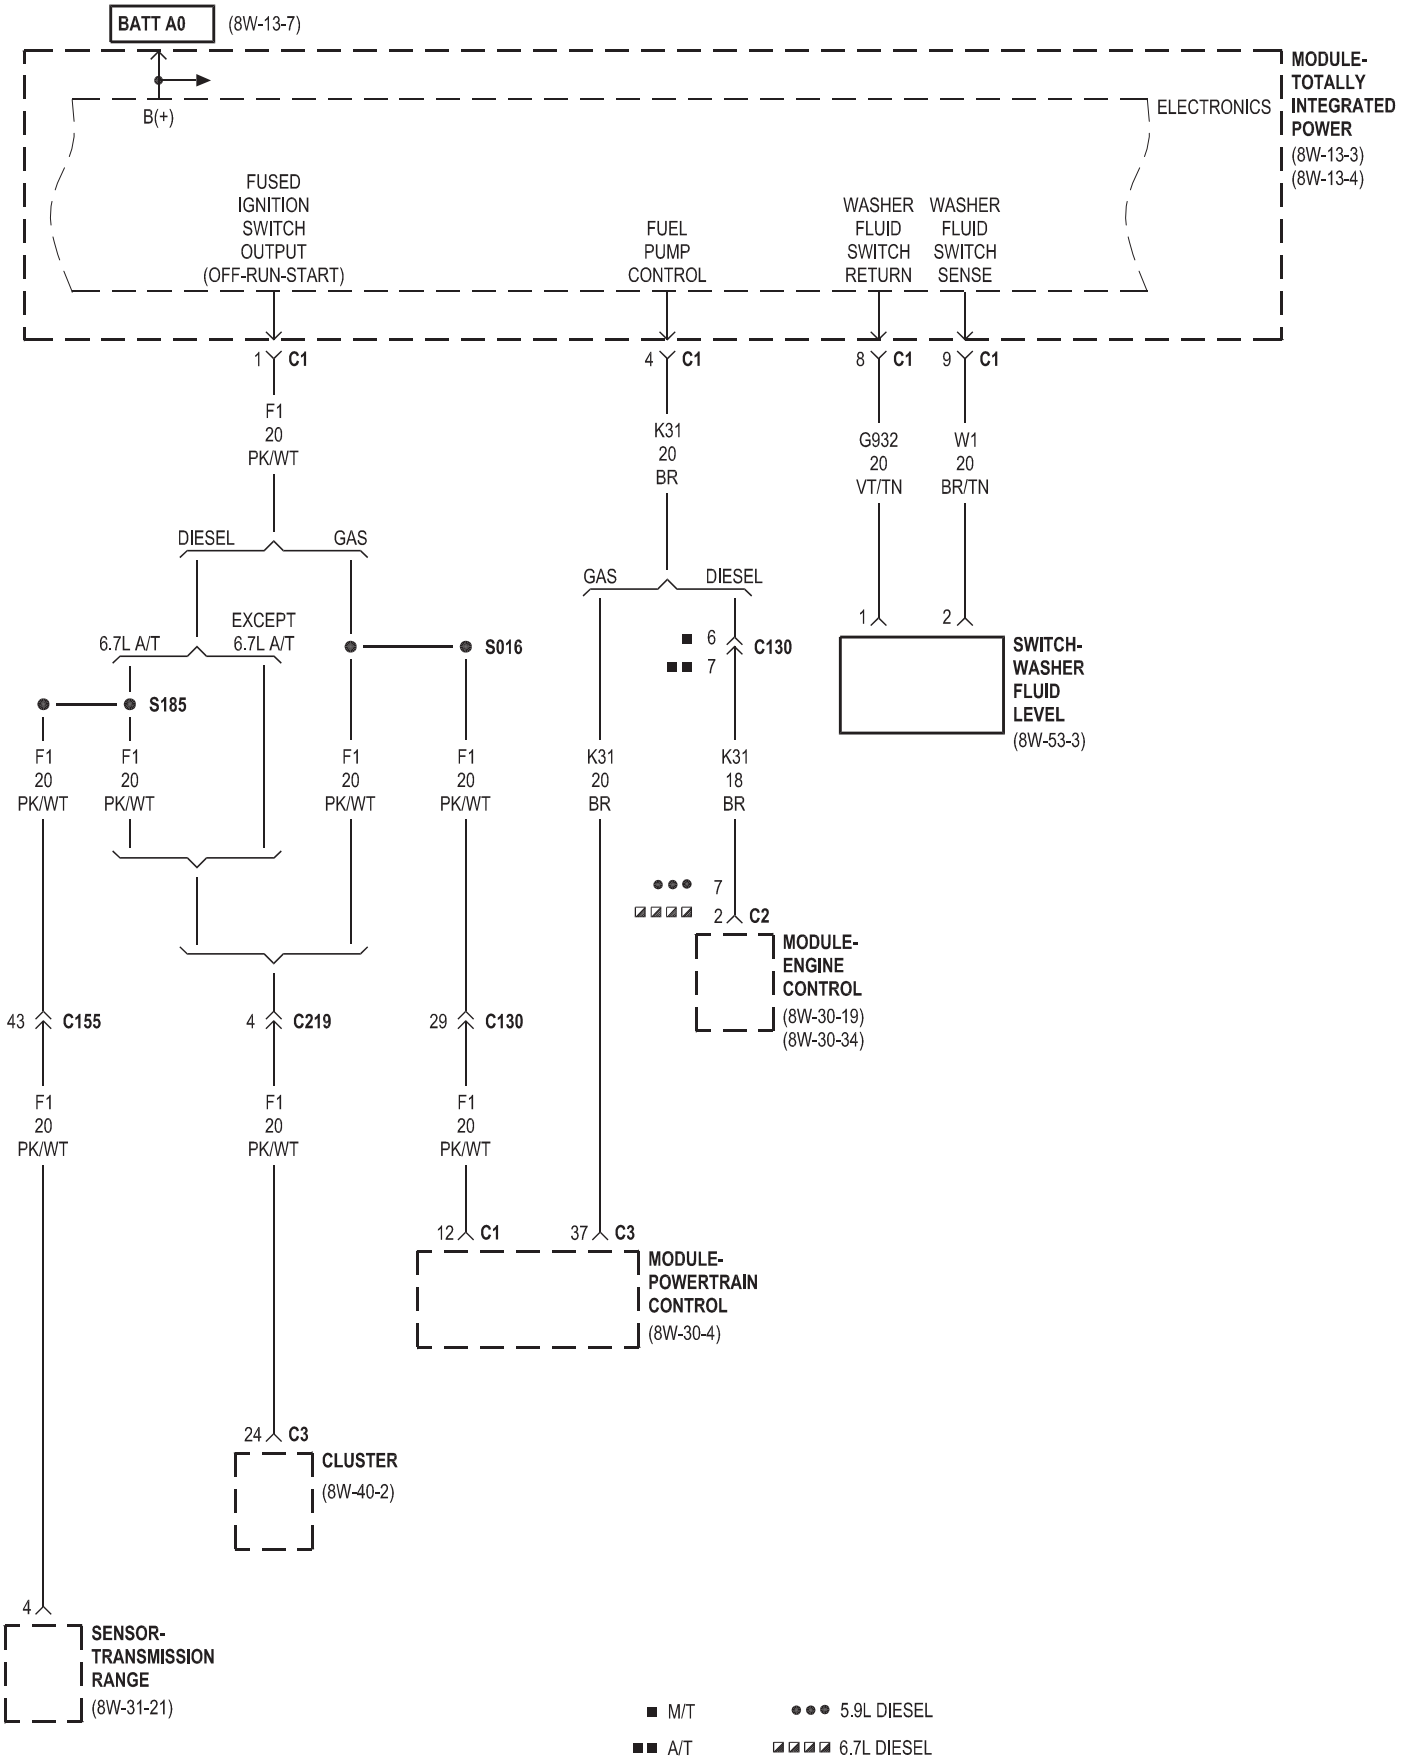 BATT A0 (8W-13-7)
MODULE-
TOTALLY
INTEGRATED
POWER
(8W-13-3)
(8W-13-4)
ELECTRONICS
B(+)
FUSED
IGNITION
SWITCH
OUTPUT
(OFF-RUN-START)
FUEL
PUMP
CONTROL
WASHER
FLUID
SWITCH
RETURN
WASHER
FLUID
SWITCH
SENSE
1 C1
4 C1
8 C1
9 C1
F1
20
PK/WT
K31
20
BR
G932
20
VT/TN
W1
20
BR/TN
DIESEL
GAS
GAS
DIESEL
6.7L A/T
EXCEPT
6.7L A/T
S016
6
7
C130
1
2
SWITCH-
WASHER
FLUID
LEVEL
(8W-53-3)
S185
F1
20
PK/WT
F1
20
PK/WT
F1
20
PK/WT
F1
20
PK/WT
K31
20
BR
K31
18
BR
7
2 C2
MODULE-
ENGINE
CONTROL
(8W-30-19)
(8W-30-34)
43 C155
4 C219
29 C130
F1
20
PK/WT
F1
20
PK/WT
F1
20
PK/WT
12 C1
37 C3
MODULE-
POWERTRAIN
CONTROL
(8W-30-4)
24 C3
CLUSTER
(8W-40-2)
4
SENSOR-
TRANSMISSION
RANGE
(8W-31-21)
M/T
5.9L DIESEL
A/T
6.7L DIESEL